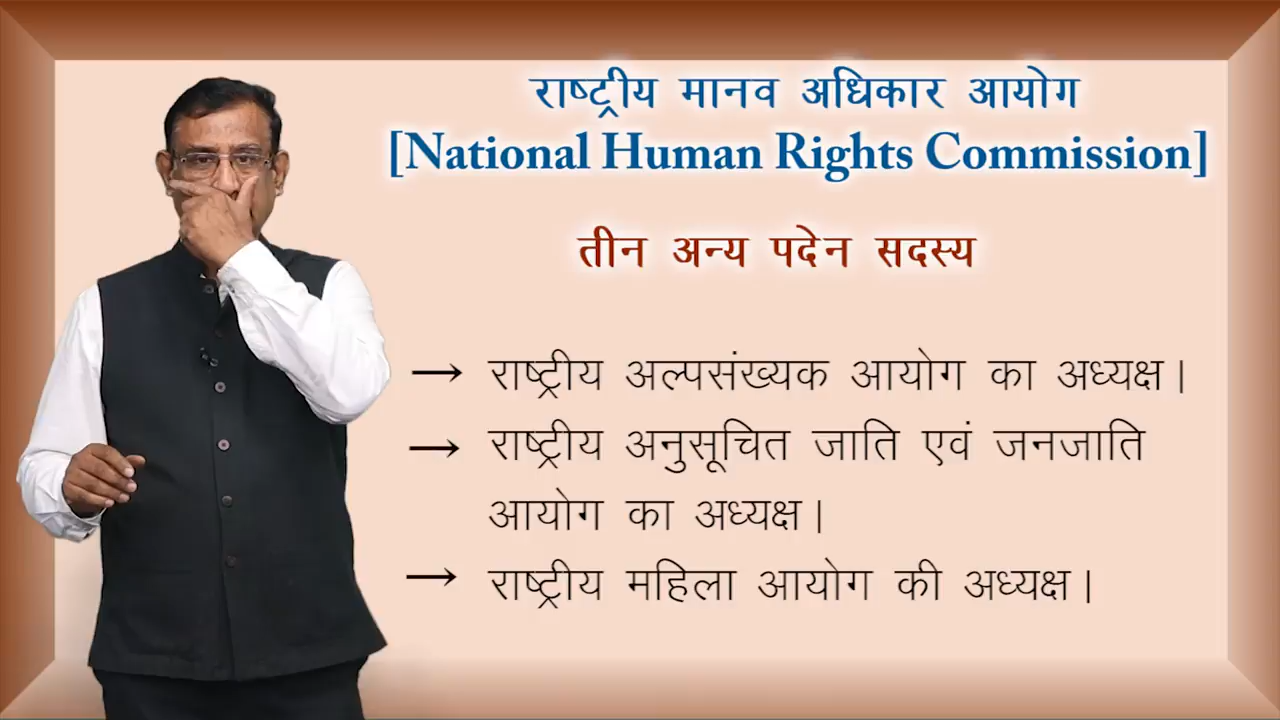 राष्ट्रीय मानव अधिकार आयोग
[National Human Rights Commission]
तीन अन्य पदेन सदस्य
→ राष्ट्रीय अल्पसंख्यक आयोग का अध्यक्ष।
→ राष्ट्रीय अनुसूचित जाति एवं जनजाति
आयोग का अध्यक्ष।
→ राष्ट्रीय महिला आयोग की अध्यक्ष।